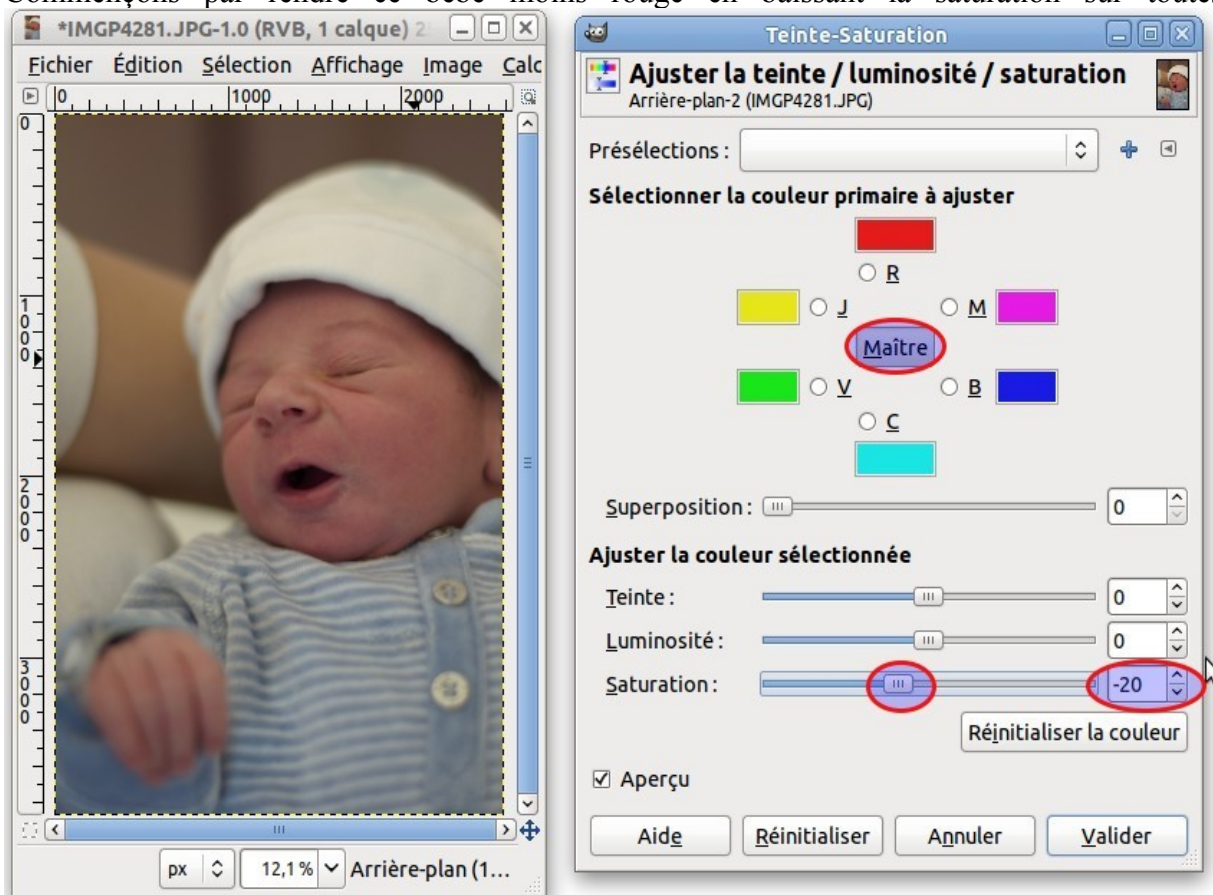 Commençons par rendre ce bébé moins rouge en baissant la saturation sur toutes
*IMGP4281.JPG-1.0 (RVB, 1 calque) 2
Fichier Édition Sélection Affichage Image Calc
0 1000 2000
0
1000
2000
3000
px 12,1 % Arrière-plan (1...
Teinte-Saturation
Ajuster la teinte / luminosité / saturation
Arrière-plan-2 (IMGP4281.JPG)
Présélections :
Sélectionner la couleur primaire à ajuster
R
J M
Maître
V B
C
Superposition : 0
Ajuster la couleur sélectionnée
Teinte : 0
Luminosité : 0
Saturation : -20
Réinitialiser la couleur
Aperçu
Aide Réinitialiser Annuler Valider